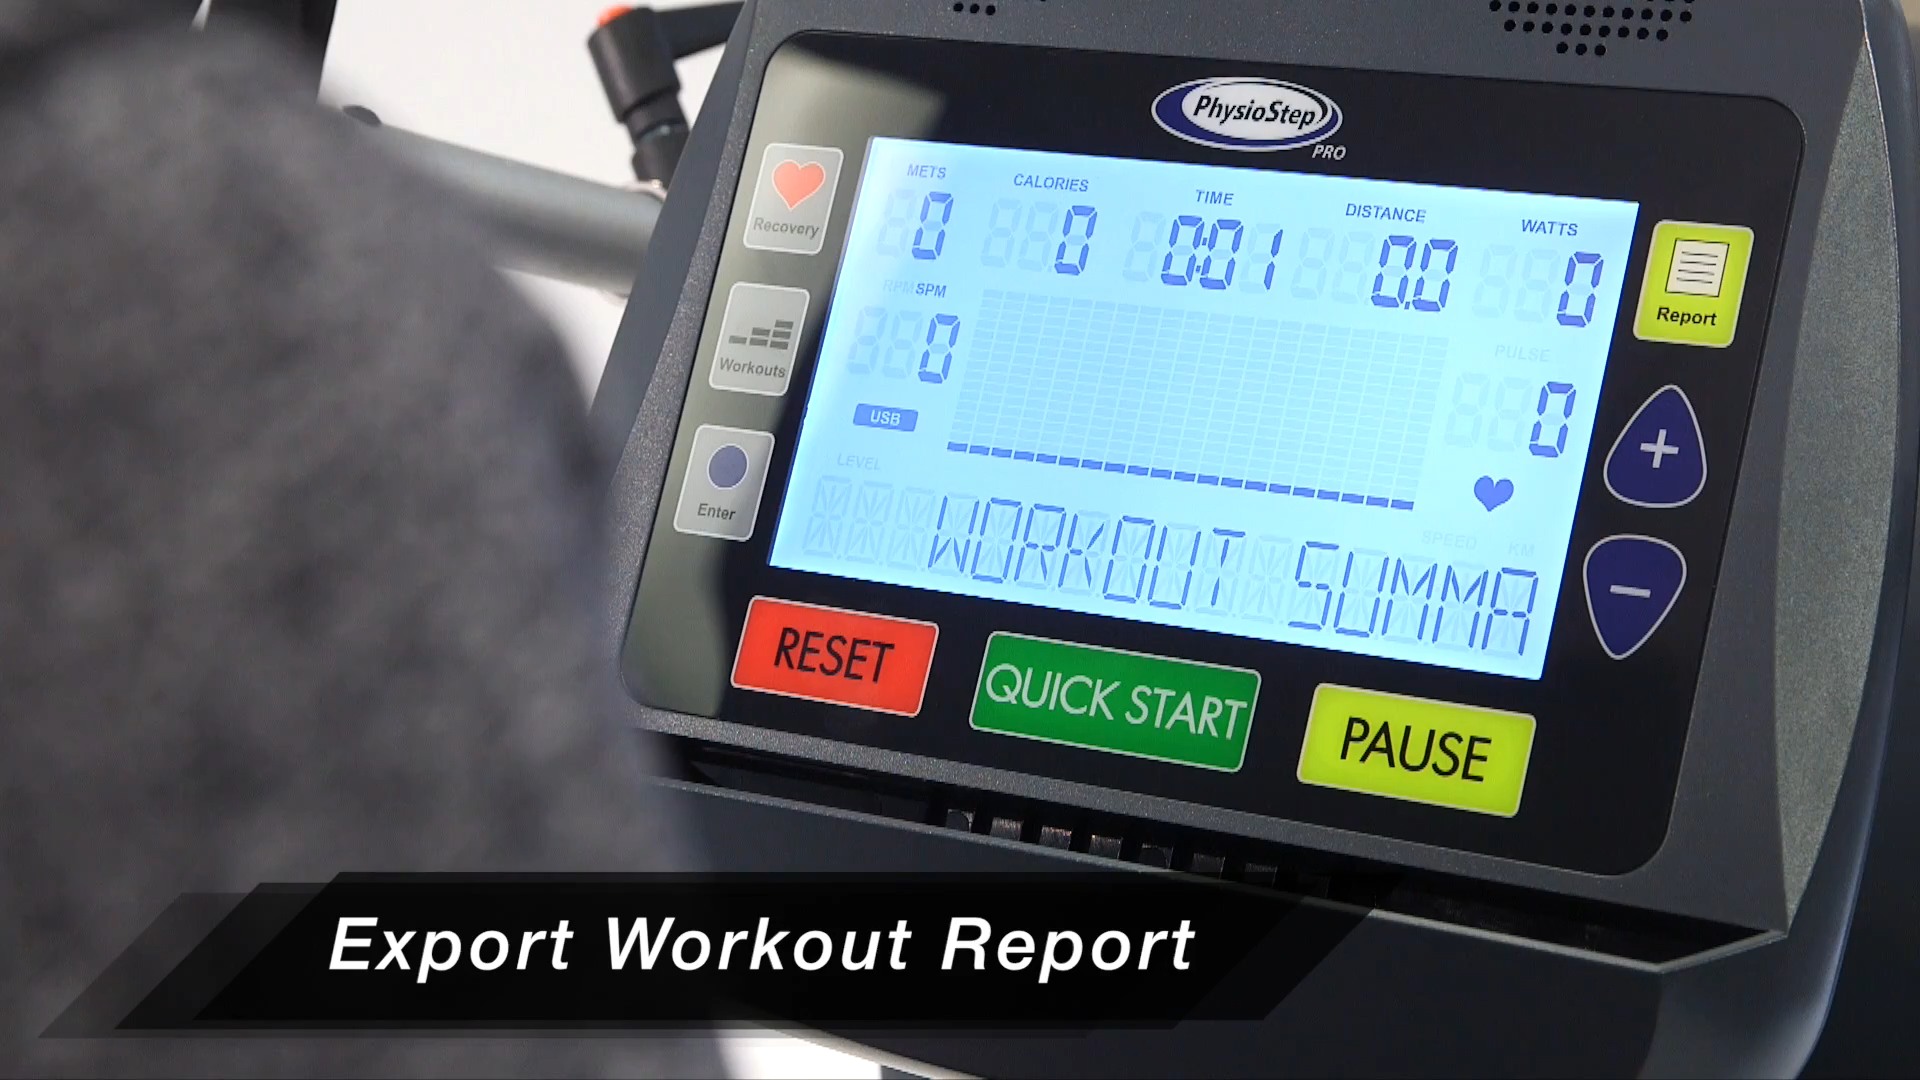 PhysioStep
PRO
METS
CALORIES
TIME
DISTANCE
WATTS
0
0
0:01
0.0
0
Recovery
Report
RPM SPM
PULSE
0
0
Workouts
USB
LEVEL
Enter
SPEED
KM
WORKOUT SUMMA
RESET
QUICK START
PAUSE
Export Workout Report